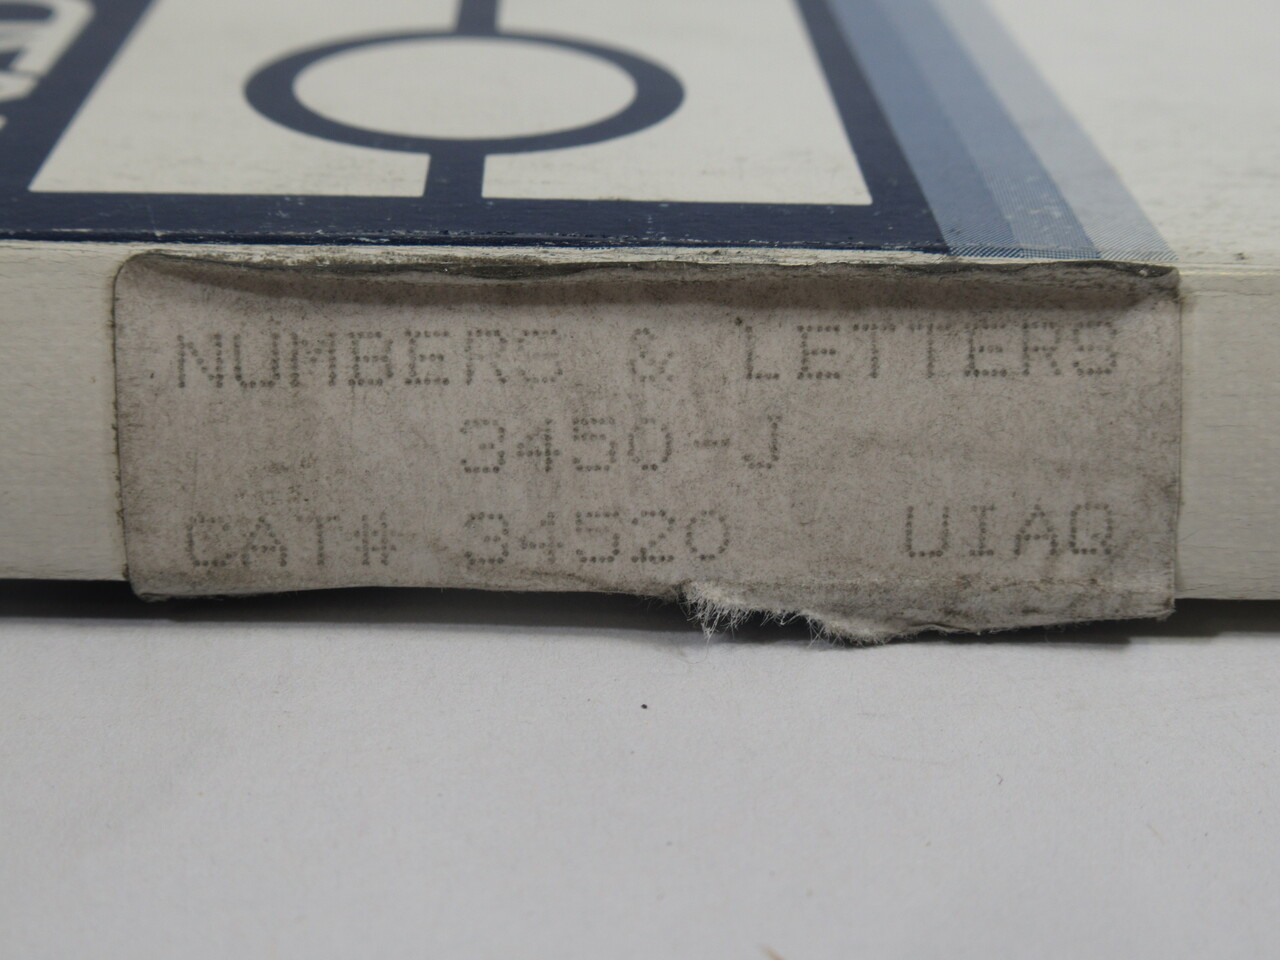 NUMBERS & LETTERS
3450-J
CAT# 34520 UIAQ